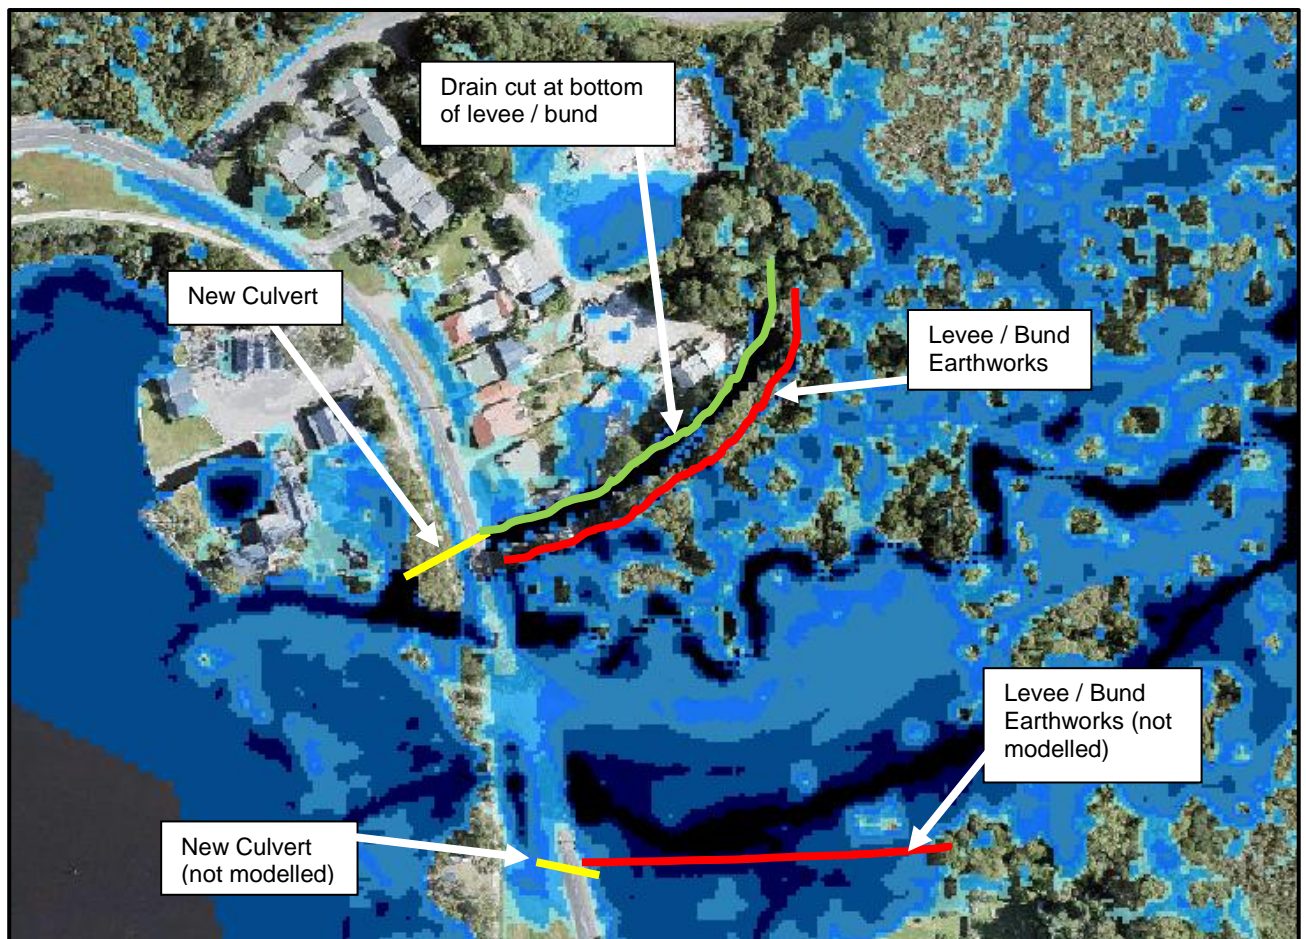 Drain cut at bottom
of levee / bund
New Culvert
Levee / Bund
Earthworks
Levee / Bund
Earthworks (not
modelled)
New Culvert
(not modelled)